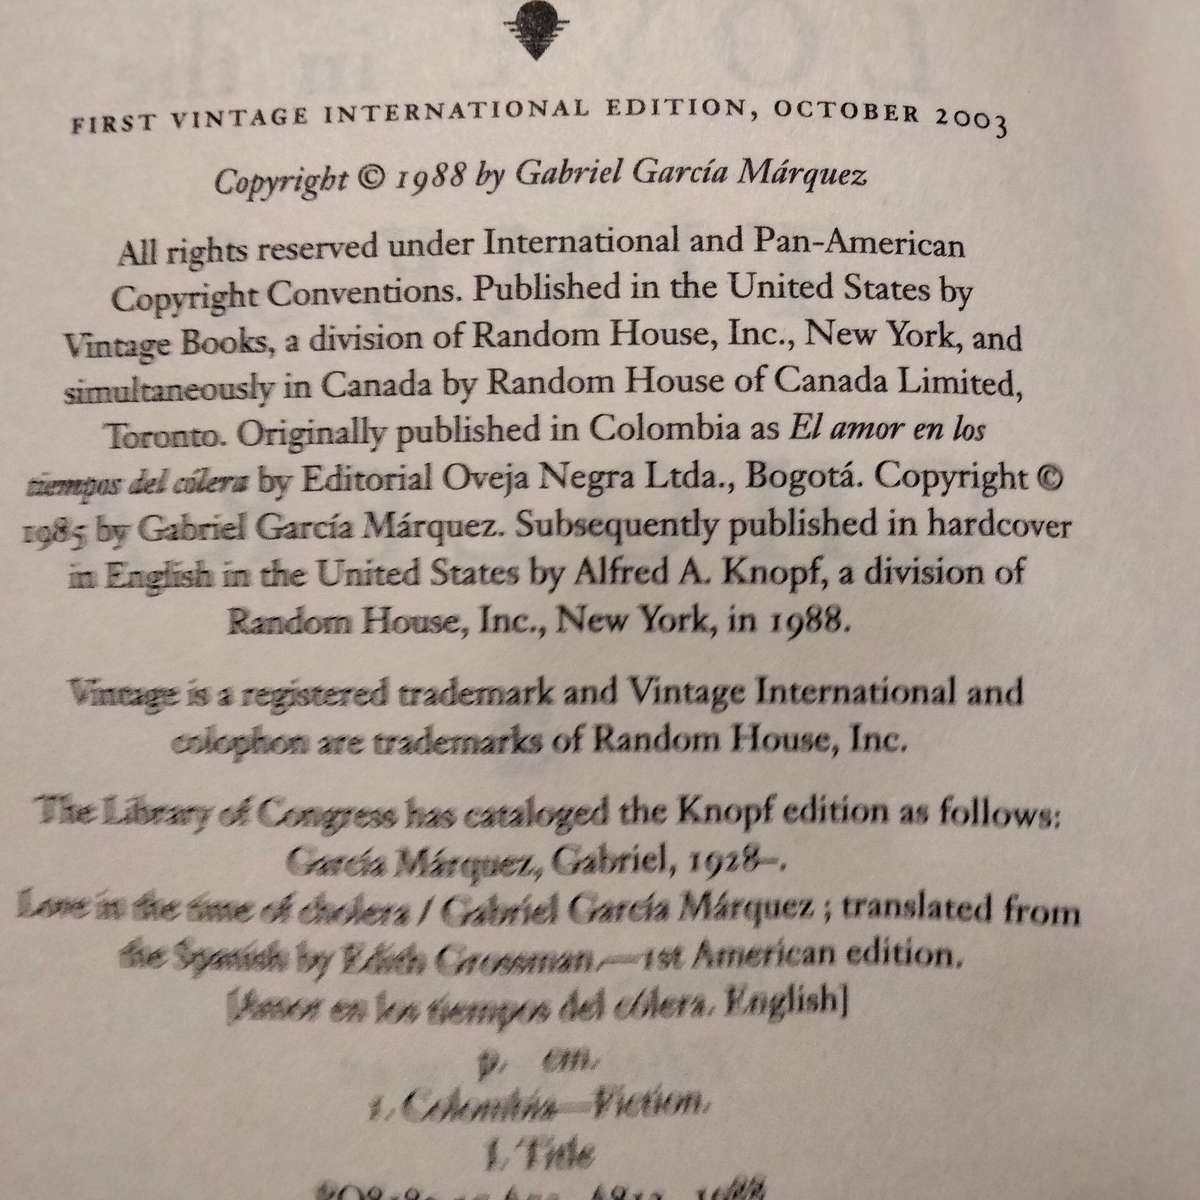 FIRST VINTAGE INTERNATIONAL EDITION, OCTOBER 2003
Copyright © 1988 by Gabriel García Márquez
All rights reserved under International and Pan-American
Copyright Conventions. Published in the United States by
Vintage Books, a division of Random House, Inc., New York, and
simultaneously in Canada by Random House of Canada Limited,
Toronto. Originally published in Colombia as El amor en los
tiempos del cólera by Editorial Oveja Negra Ltda., Bogotá. Copyright ©
1985 by Gabriel García Márquez. Subsequently published in hardcover
in English in the United States by Alfred A. Knopf, a division of
Random House, Inc., New York, in 1988.
Vintage is a registered trademark and Vintage International and
colophon are trademarks of Random House, Inc.
The Library of Congress has cataloged the Knopf edition as follows:
García Márquez, Gabriel, 1928–.
Love in the time of cholera / Gabriel García Márquez ; translated from
the Spanish by Edith Grossman.—1st American edition.
[Amor en los tiempos del cólera. English]
p. cm.
1. Colombia—Fiction.
I. Title